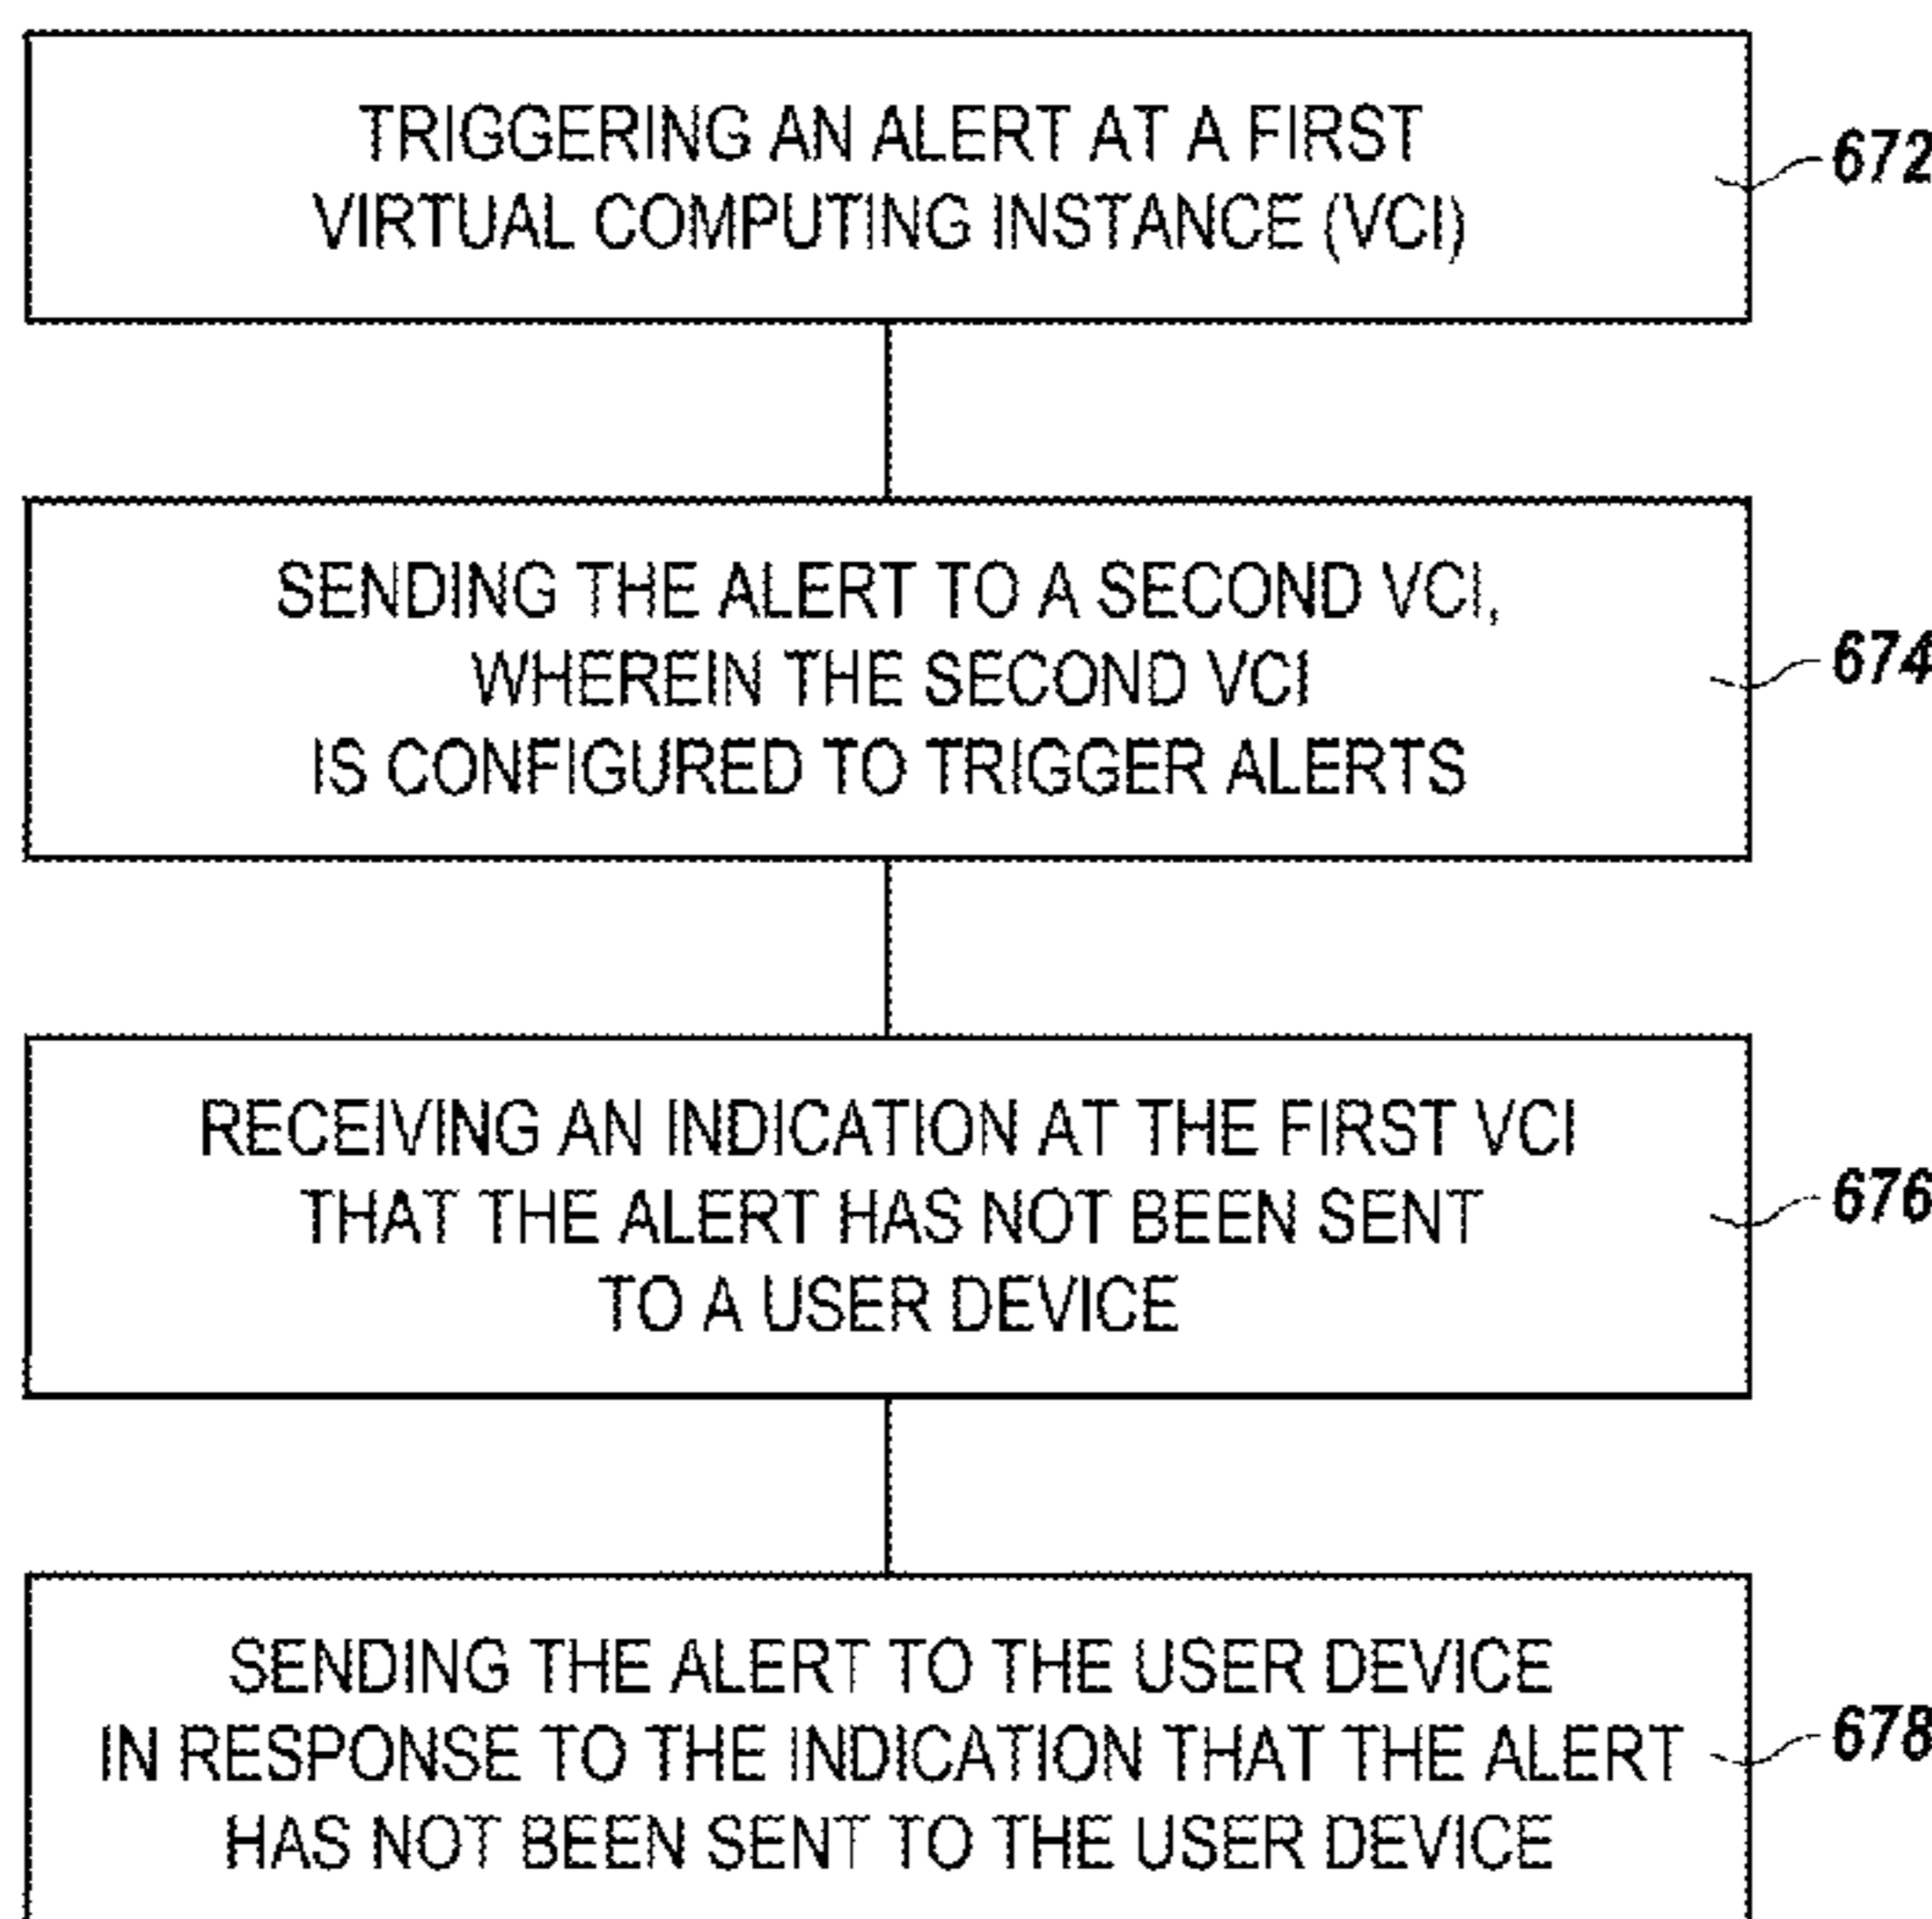 TRIGGERING AN ALERT AT A FIRST
VIRTUAL COMPUTING INSTANCE (VCI)
672
SENDING THE ALERT TO A SECOND VCI,
WHEREIN THE SECOND VCI
IS CONFIGURED TO TRIGGER ALERTS
674
RECEIVING AN INDICATION AT THE FIRST VCI
THAT THE ALERT HAS NOT BEEN SENT
TO A USER DEVICE
676
SENDING THE ALERT TO THE USER DEVICE
IN RESPONSE TO THE INDICATION THAT THE ALERT
HAS NOT BEEN SENT TO THE USER DEVICE
678